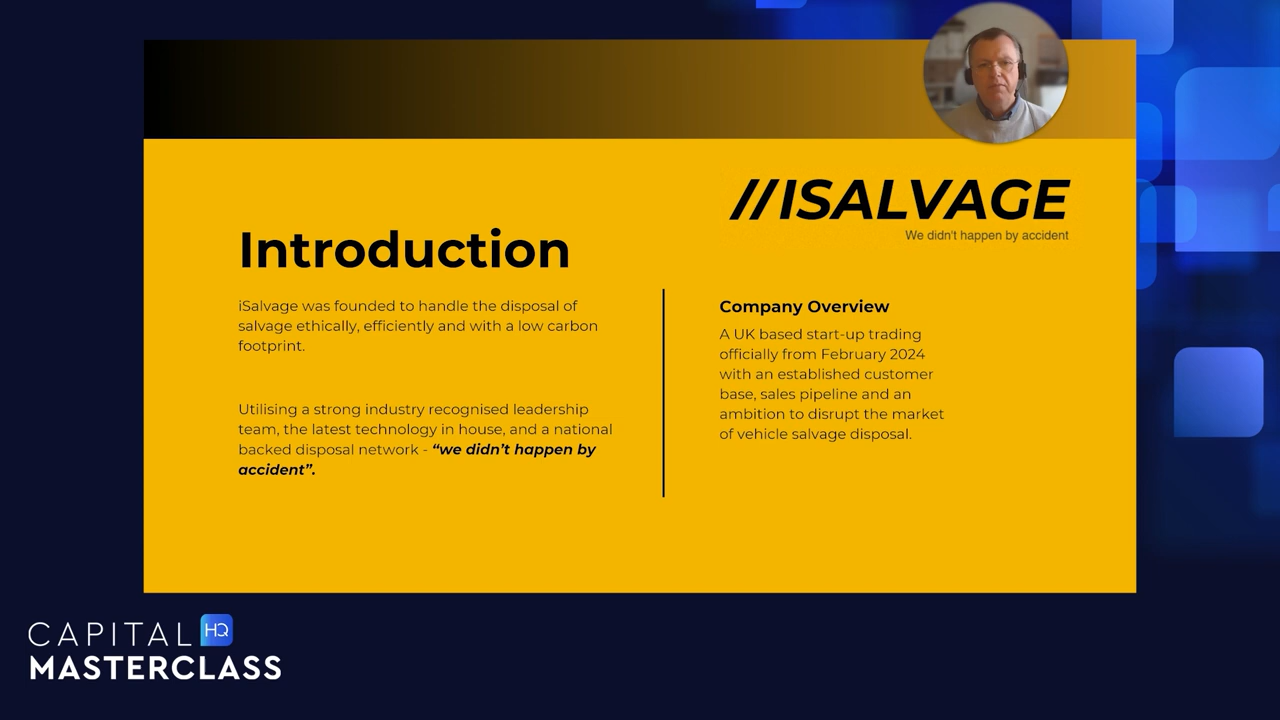 //ISALVAGE
We didn't happen by accident
Introduction
iSalvage was founded to handle the disposal of
salvage ethically, efficiently and with a low carbon
footprint.
Utilising a strong industry recognised leadership
team, the latest technology in house, and a national
backed disposal network - “we didn’t happen by
accident”.
Company Overview
A UK based start-up trading
officially from February 2024
with an established customer
base, sales pipeline and an
ambition to disrupt the market
of vehicle salvage disposal.
CAPITAL HQ
MASTERCLASS